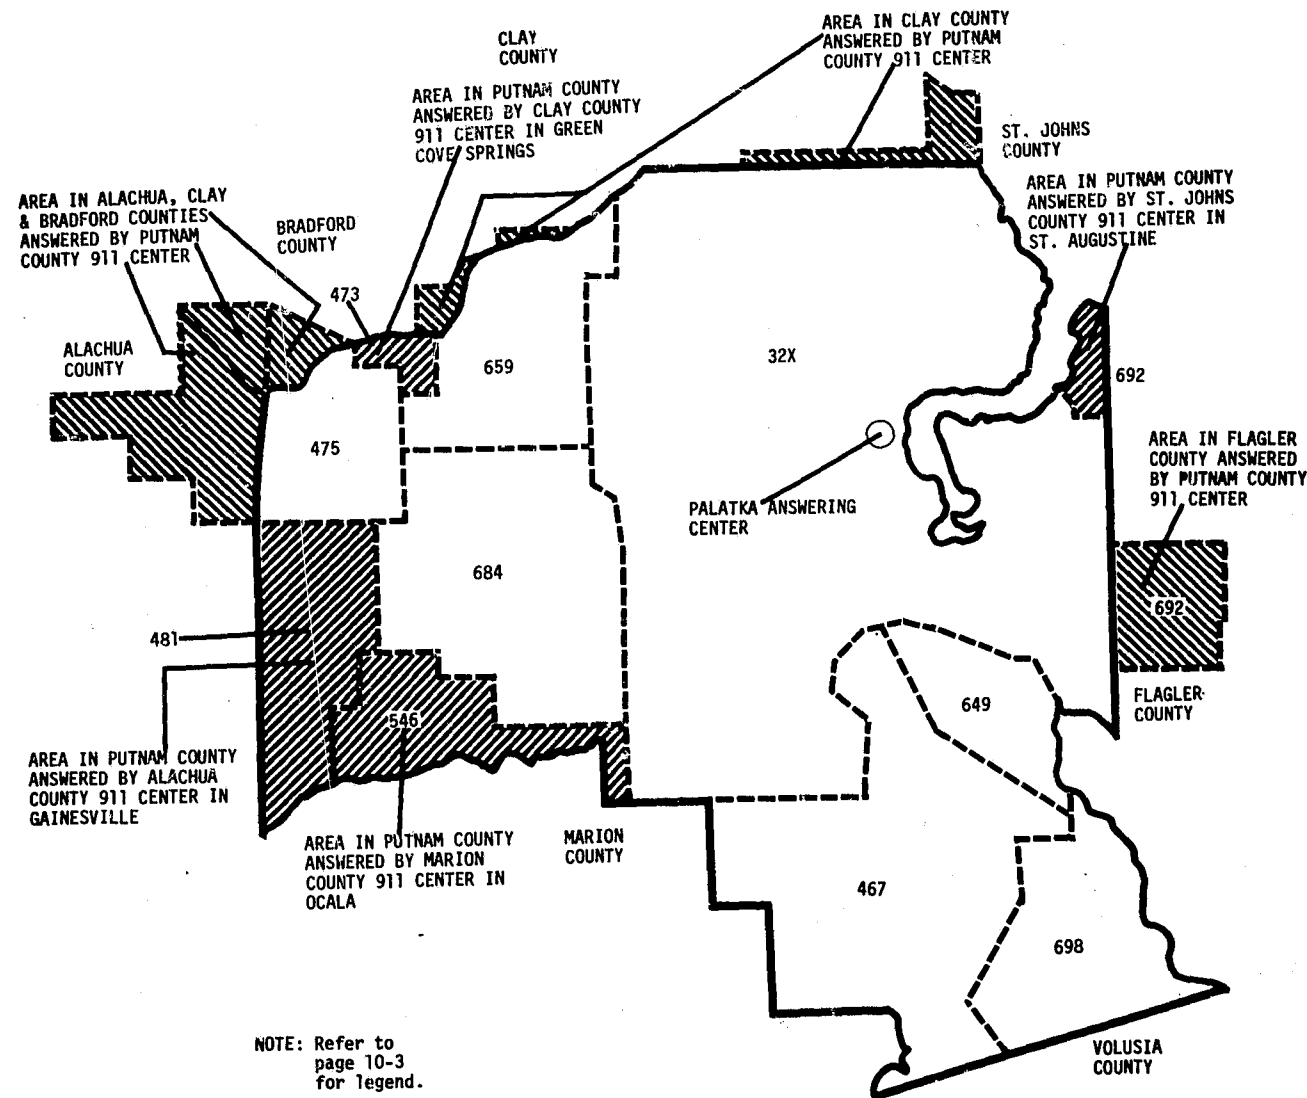 CLAY
COUNTY
AREA IN CLAY COUNTY
ANSWERED BY PUTNAM
COUNTY 911 CENTER
AREA IN PUTNAM COUNTY
ANSWERED BY CLAY COUNTY
911 CENTER IN GREEN
COVE SPRINGS
ST. JOHNS
COUNTY
AREA IN PUTNAM COUNTY
ANSWERED BY ST. JOHNS
COUNTY 911 CENTER IN
ST. AUGUSTINE
AREA IN ALACHUA, CLAY
& BRADFORD COUNTIES
ANSWERED BY PUTNAM
COUNTY 911 CENTER
BRADFORD
COUNTY
473
ALACHUA
COUNTY
659
32X
692
475
AREA IN FLAGLER
COUNTY ANSWERED
BY PUTNAM COUNTY
911 CENTER
PALATKA ANSWERING
CENTER
684
692
481
649
FLAGLER
COUNTY
546
AREA IN PUTNAM COUNTY
ANSWERED BY ALACHUA
COUNTY 911 CENTER IN
GAINESVILLE
AREA IN PUTNAM COUNTY
ANSWERED BY MARION
COUNTY 911 CENTER IN
OCALA
MARION
COUNTY
467
698
NOTE: Refer to
page 10-3
for legend.
VOLUSIA
COUNTY